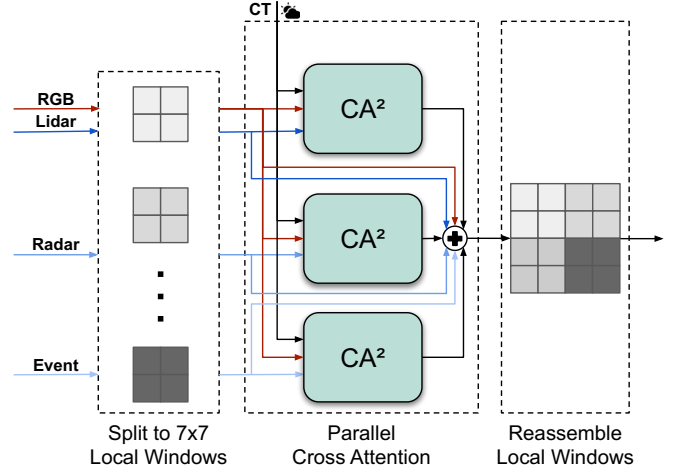 CT
RGB
Lidar
CA²
Radar
CA²
Event
CA²
Split to 7x7
Local Windows
Parallel
Cross Attention
Reassemble
Local Windows